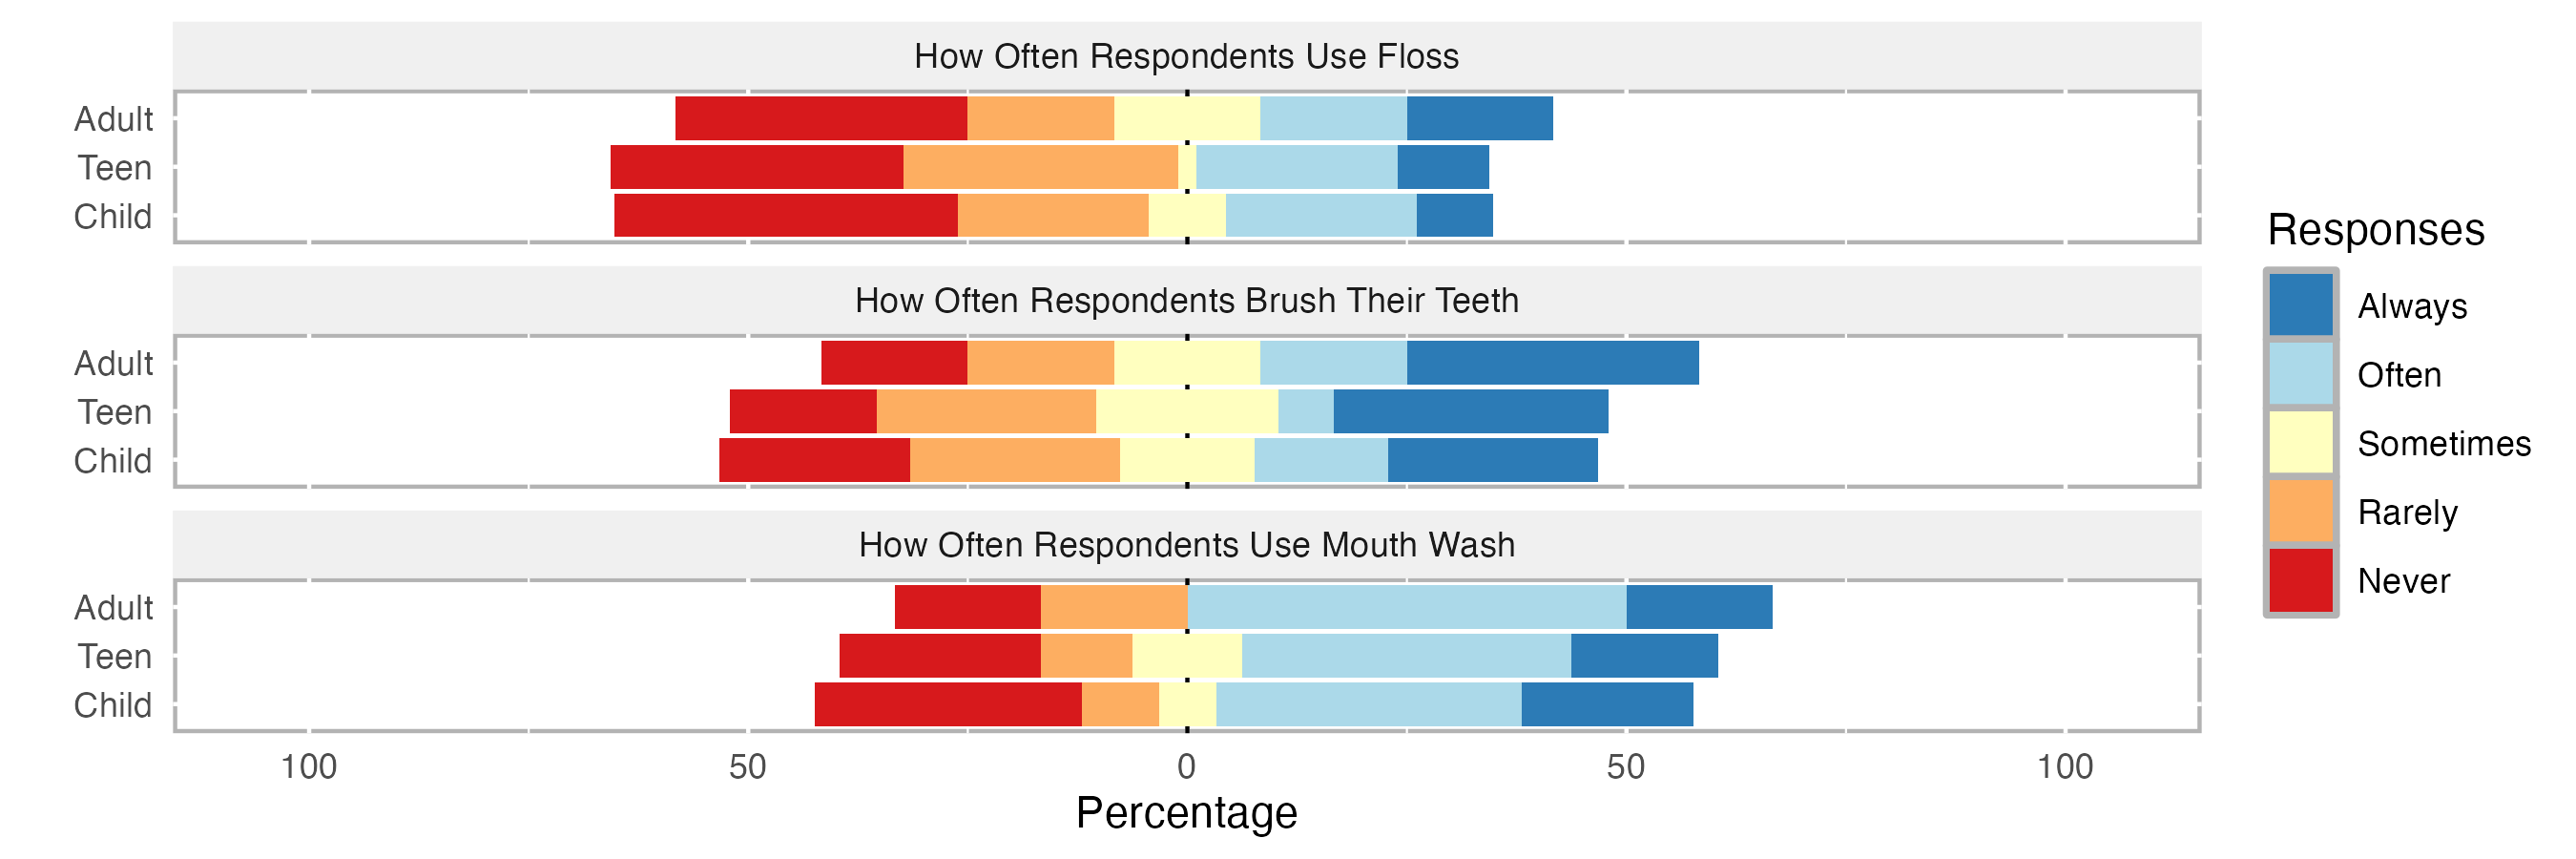 How Often Respondents Use Floss
Adult
Teen
Child
How Often Respondents Brush Their Teeth
Adult
Teen
Child
How Often Respondents Use Mouth Wash
Adult
Teen
Child
100 50 0 50 100
Percentage
Responses
Always
Often
Sometimes
Rarely
Never